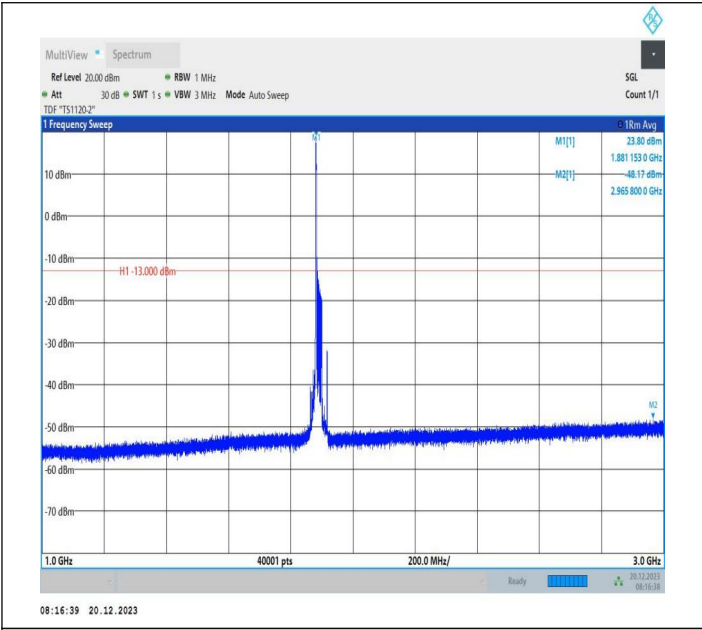 MultiView Spectrum
Ref Level 20.00 dBm RBW 1 MHz SGL
Att 30 dB SWT 1 s VBW 3 MHz Mode Auto Sweep Count 1/1
TDF "TS1120-2"
1 Frequency Sweep 1Rm Avg
M1 M1[1] 23.80 dBm
1.881 153 0 GHz
10 dBm M2[1] -48.17 dBm
2.965 800 0 GHz
0 dBm
-10 dBm
H1 -13.000 dBm
-20 dBm
-30 dBm
-40 dBm
M2
-50 dBm
-60 dBm
-70 dBm
1.0 GHz 40001 pts 200.0 MHz/ 3.0 GHz
Ready 20.12.2023
08:16:38
08:16:39 20.12.2023